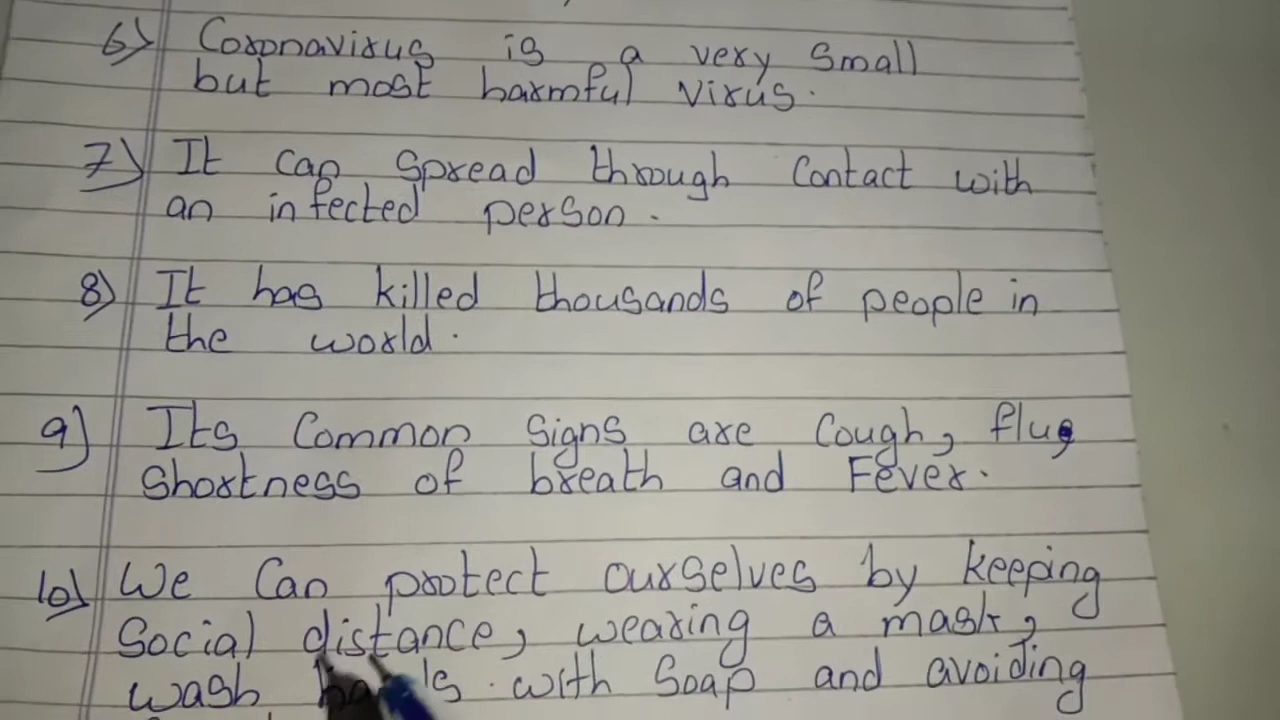 6) Coronavirus is a very small
but most harmful virus.
7) It can spread through contact with
an infected person.
8) It has killed thousands of people in
the world.
9) Its common signs are cough, flu,
shortness of breath and Fever.
10) We can protect ourselves by keeping
social distance, wearing a mask,
wash with soap and avoiding